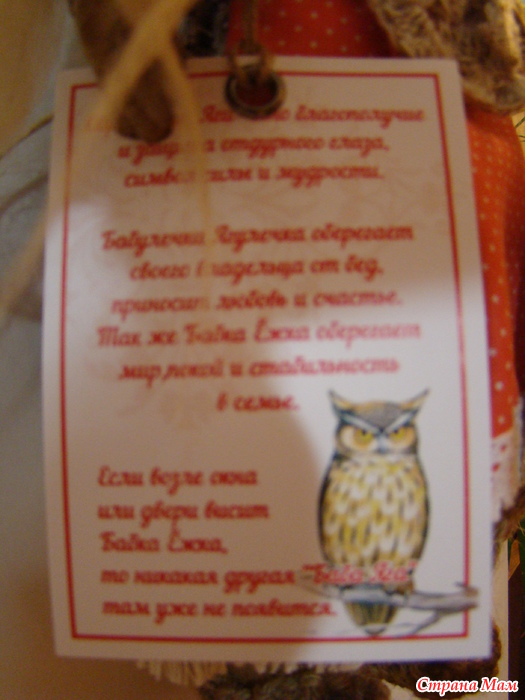 Яги это благополучие
и защита от дурного глаза,
символ силы и мудрости.
Бабулечка Ягулечка оберегает
своего владельца от бед,
приносит любовь и счастье.
Так же Бабка Ёжка оберегает
мир, покой и стабильность
в семье.
Если возле окна
или двери висит
Бабка Ёжка,
то никакая другая "Баба Яга"
там уже не появится.
Страна Мам